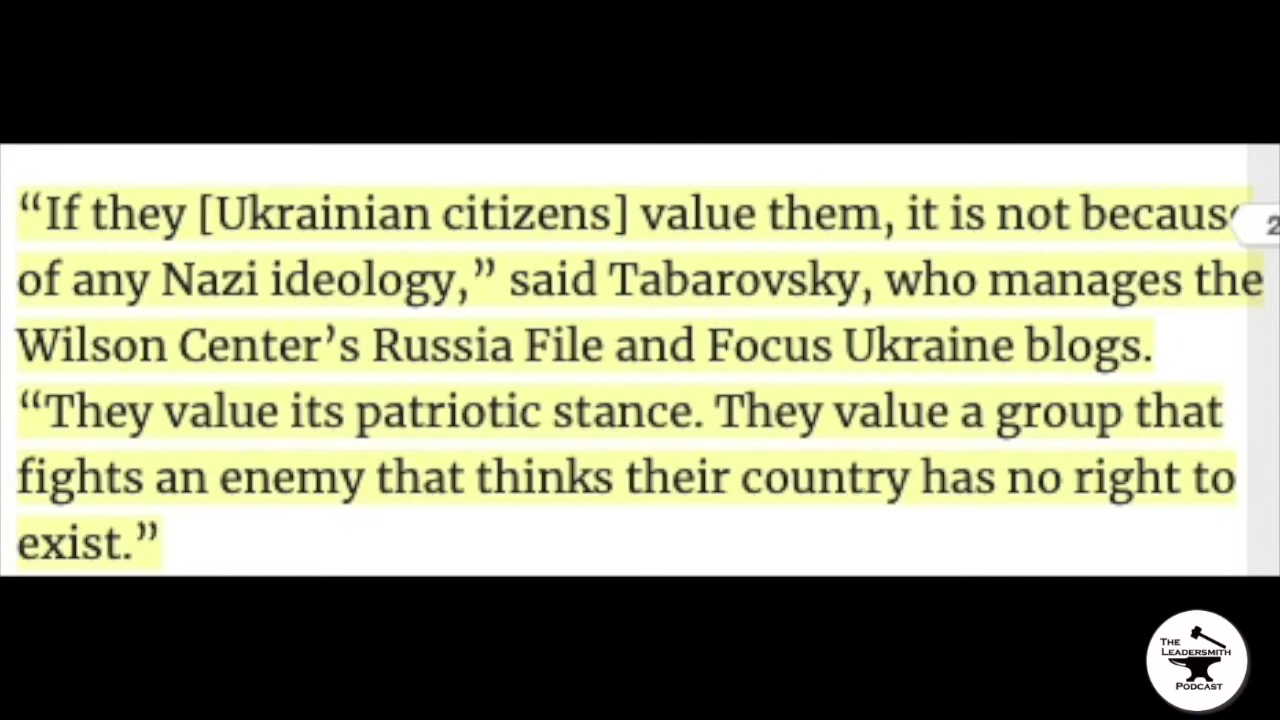 “If they [Ukrainian citizens] value them, it is not becaus
of any Nazi ideology,” said Tabarovsky, who manages the
Wilson Center’s Russia File and Focus Ukraine blogs.
“They value its patriotic stance. They value a group that
fights an enemy that thinks their country has no right to
exist.”
2
THE
LEADERSMITH
PODCAST